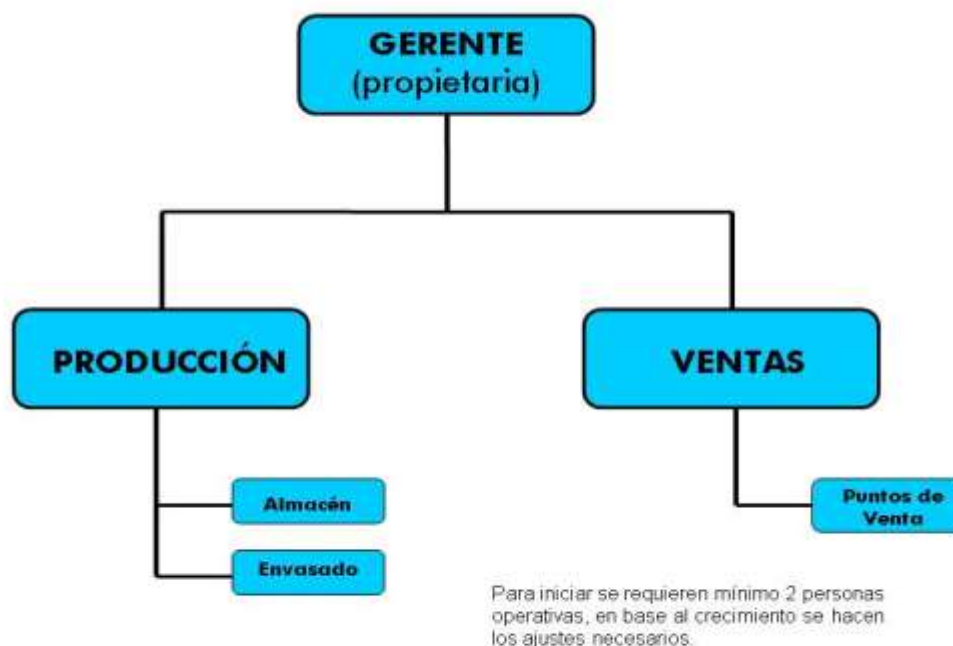 GERENTE
(propietaria)
PRODUCCIÓN
VENTAS
Almacén
Envasado
Puntos de
Venta
Para iniciar se requieren mínimo 2 personas
operativas, en base al crecimiento se hacen
los ajustes necesarios.